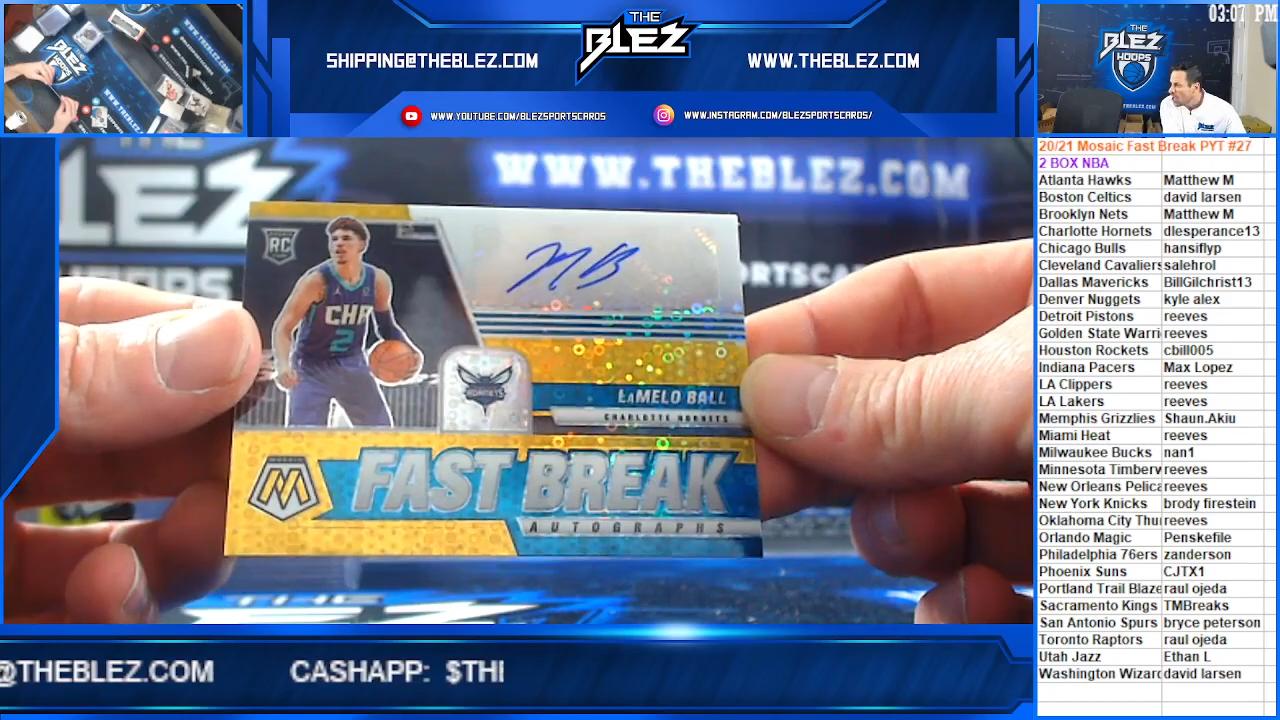 03:07 PM
THE
BLEZ
SHIPPING@THEBLEZ.COM
WWW.THEBLEZ.COM
WWW.YOUTUBE.COM/BLEZSPORTSCARDS
WWW.INSTAGRAM.COM/BLEZSPORTSCARDS/
THE
BLEZ
HOOPS
WWW.THEBLEZ.COM
RC
CHA
2
HORNETS
LAMELO BALL
CHARLOTTE HORNETS
MOSAIC
M
FAST BREAK
AUTOGRAPHS
20/21 Mosaic Fast Break PYT #27
2 BOX NBA
Atlanta Hawks Matthew M
Boston Celtics david larsen
Brooklyn Nets Matthew M
Charlotte Hornets dlesperance13
Chicago Bulls hansiflyp
Cleveland Cavaliers salehrol
Dallas Mavericks BillGilchrist13
Denver Nuggets kyle alex
Detroit Pistons reeves
Golden State Warri reeves
Houston Rockets cbill005
Indiana Pacers Max Lopez
LA Clippers reeves
LA Lakers reeves
Memphis Grizzlies Shaun.Akiu
Miami Heat reeves
Milwaukee Bucks nan1
Minnesota Timberw reeves
New Orleans Pelica reeves
New York Knicks brody firestein
Oklahoma City Thu reeves
Orlando Magic Penskefile
Philadelphia 76ers zanderson
Phoenix Suns CJTX1
Portland Trail Blaze raul ojeda
Sacramento Kings TMBreaks
San Antonio Spurs bryce peterson
Toronto Raptors raul ojeda
Utah Jazz Ethan L
Washington Wizard david larsen
@THEBLEZ.COM CASHAPP: $TH